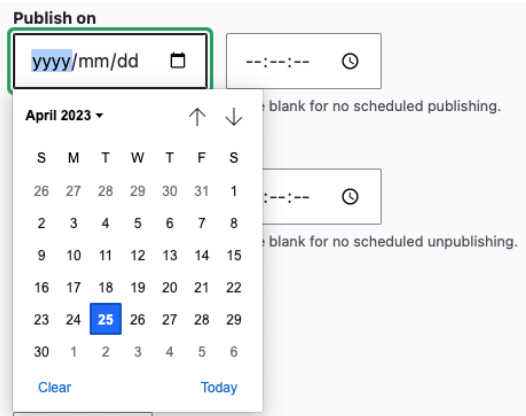 Publish on
yyyy/mm/dd
--:--:--
April 2023
blank for no scheduled publishing.
S M T W T F S
26 27 28 29 30 31 1
2 3 4 5 6 7 8
9 10 11 12 13 14 15
:--:--
16 17 18 19 20 21 22
blank for no scheduled unpublishing.
23 24 25 26 27 28 29
30 1 2 3 4 5 6
Clear Today